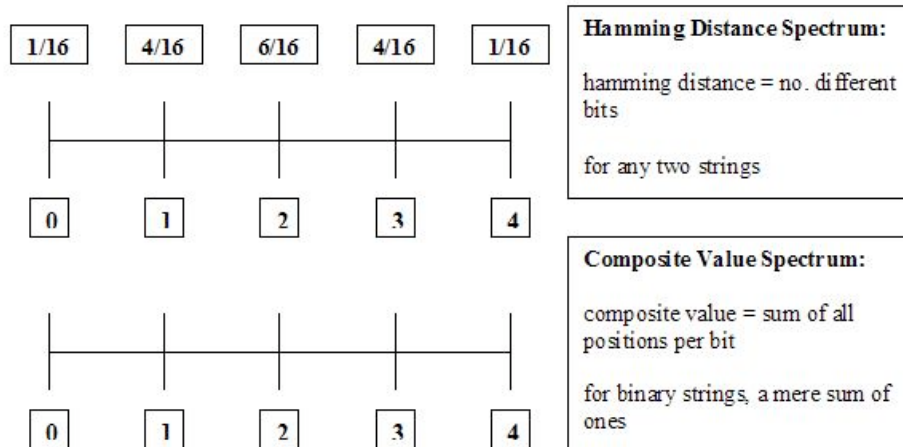 1/16 4/16 6/16 4/16 1/16
0 1 2 3 4
Hamming Distance Spectrum:
hamming distance = no. different
bits
for any two strings
0 1 2 3 4
Composite Value Spectrum:
composite value = sum of all
positions per bit
for binary strings, a mere sum of
ones